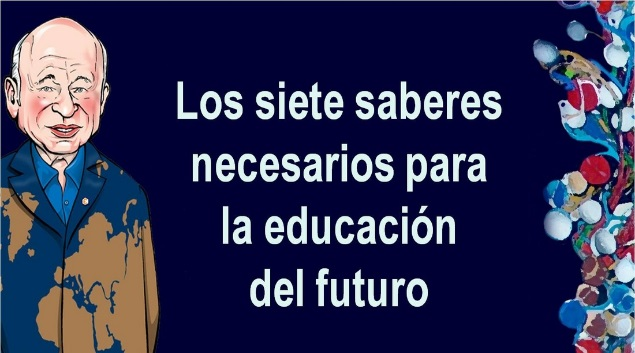 Los siete saberes
necesarios para
la educación
del futuro